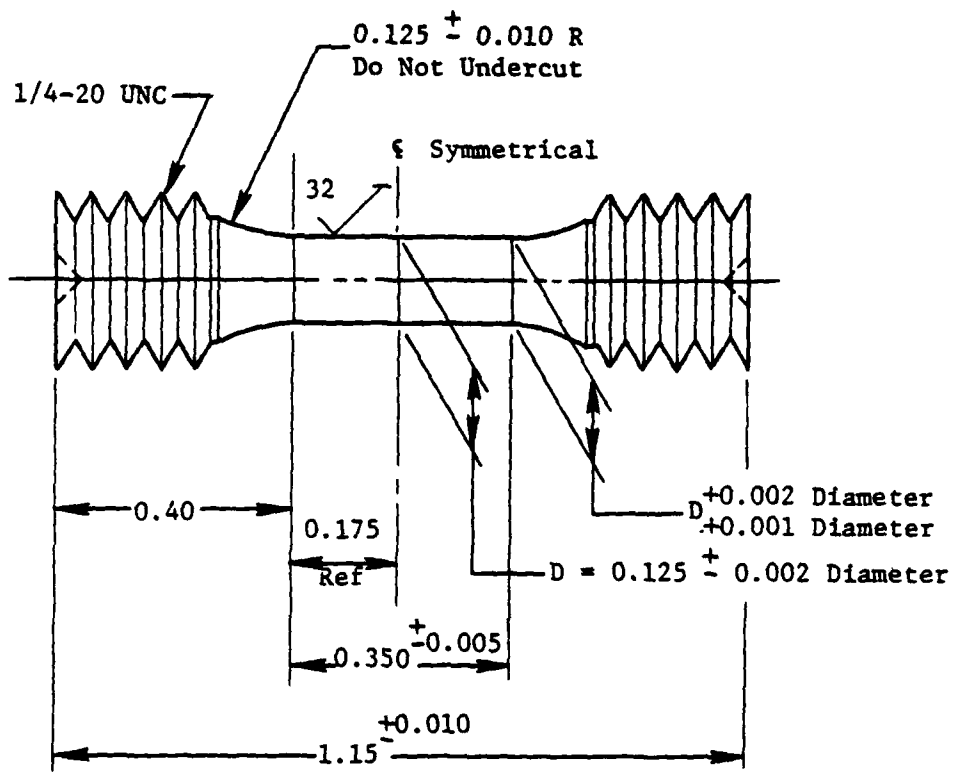 0.125 ± 0.010 R
Do Not Undercut
1/4-20 UNC
℄ Symmetrical
32
0.40
0.175
Ref
D +0.002 Diameter
+0.001 Diameter
D = 0.125 ± 0.002 Diameter
0.350 ±0.005
1.15 ±0.010